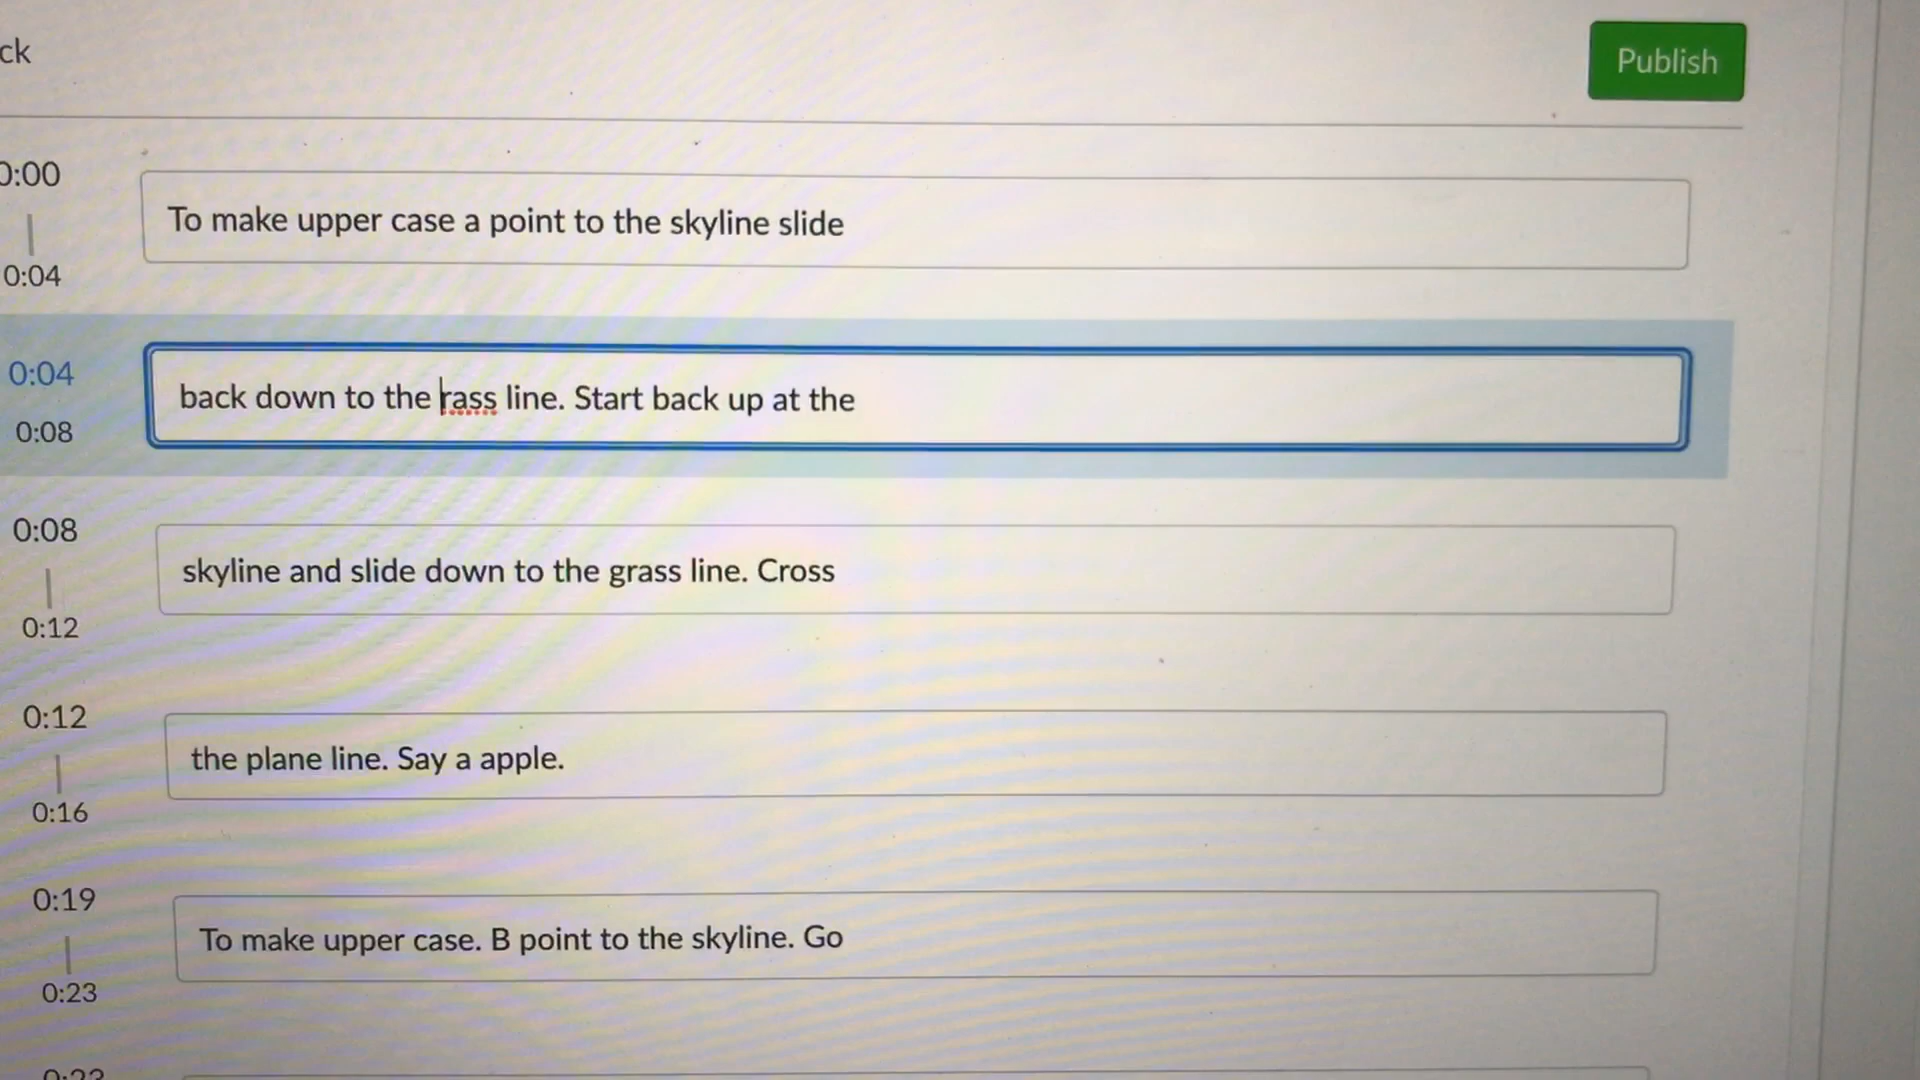 ck
Publish
0:00
To make upper case a point to the skyline slide
0:04
0:04
back down to the rass line. Start back up at the
0:08
0:08
skyline and slide down to the grass line. Cross
0:12
0:12
the plane line. Say a apple.
0:16
0:19
To make upper case. B point to the skyline. Go
0:23